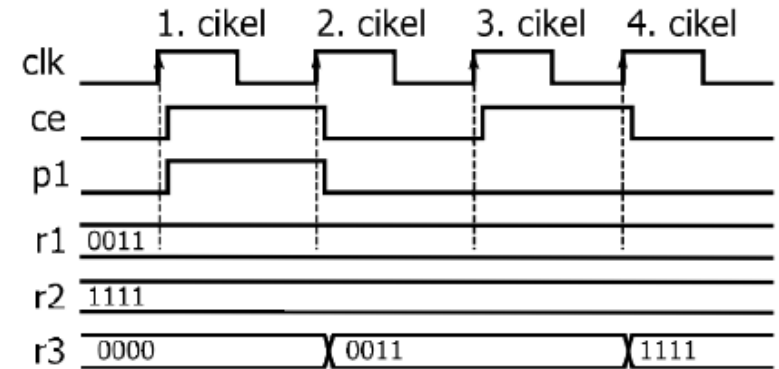 1. cikel 2. cikel 3. cikel 4. cikel
clk
ce
p1
r1 0011
r2 1111
r3 0000 0011 1111